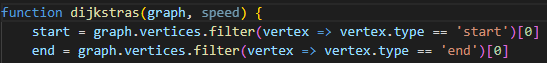 function dijkstras(graph, speed) {
    start = graph.vertices.filter(vertex => vertex.type == 'start')[0]
    end = graph.vertices.filter(vertex => vertex.type == 'end')[0]